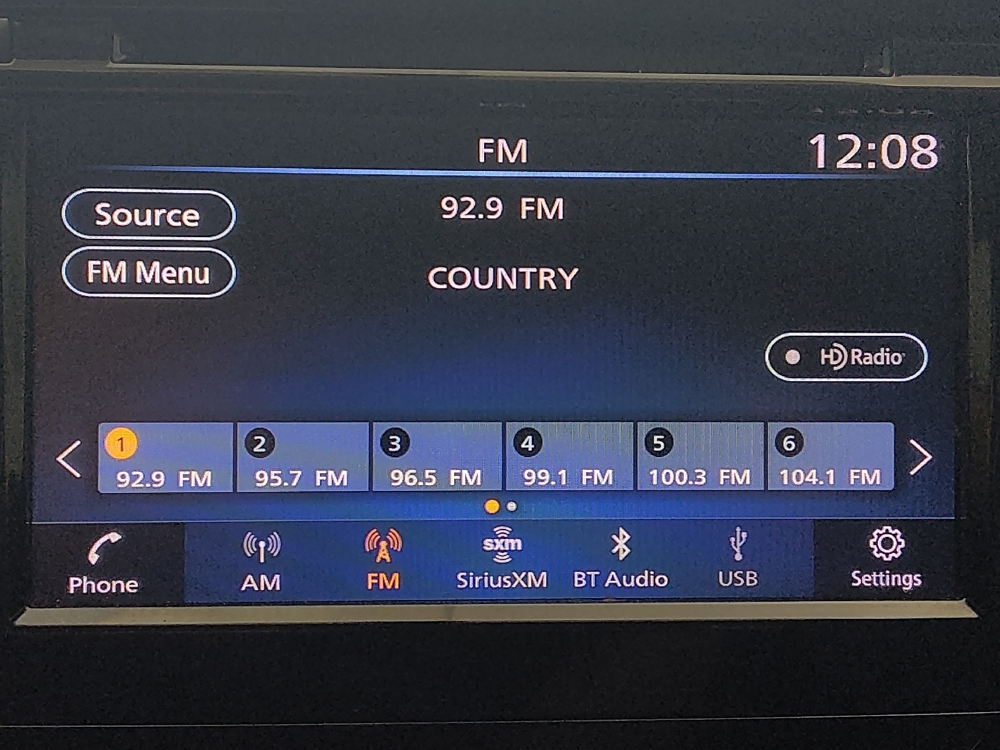 FM
12:08
Source
92.9 FM
FM Menu
COUNTRY
HD Radio
1
2
3
4
5
6
92.9 FM
95.7 FM
96.5 FM
99.1 FM
100.3 FM
104.1 FM
Phone
AM
FM
sxm
SiriusXM
BT Audio
USB
Settings